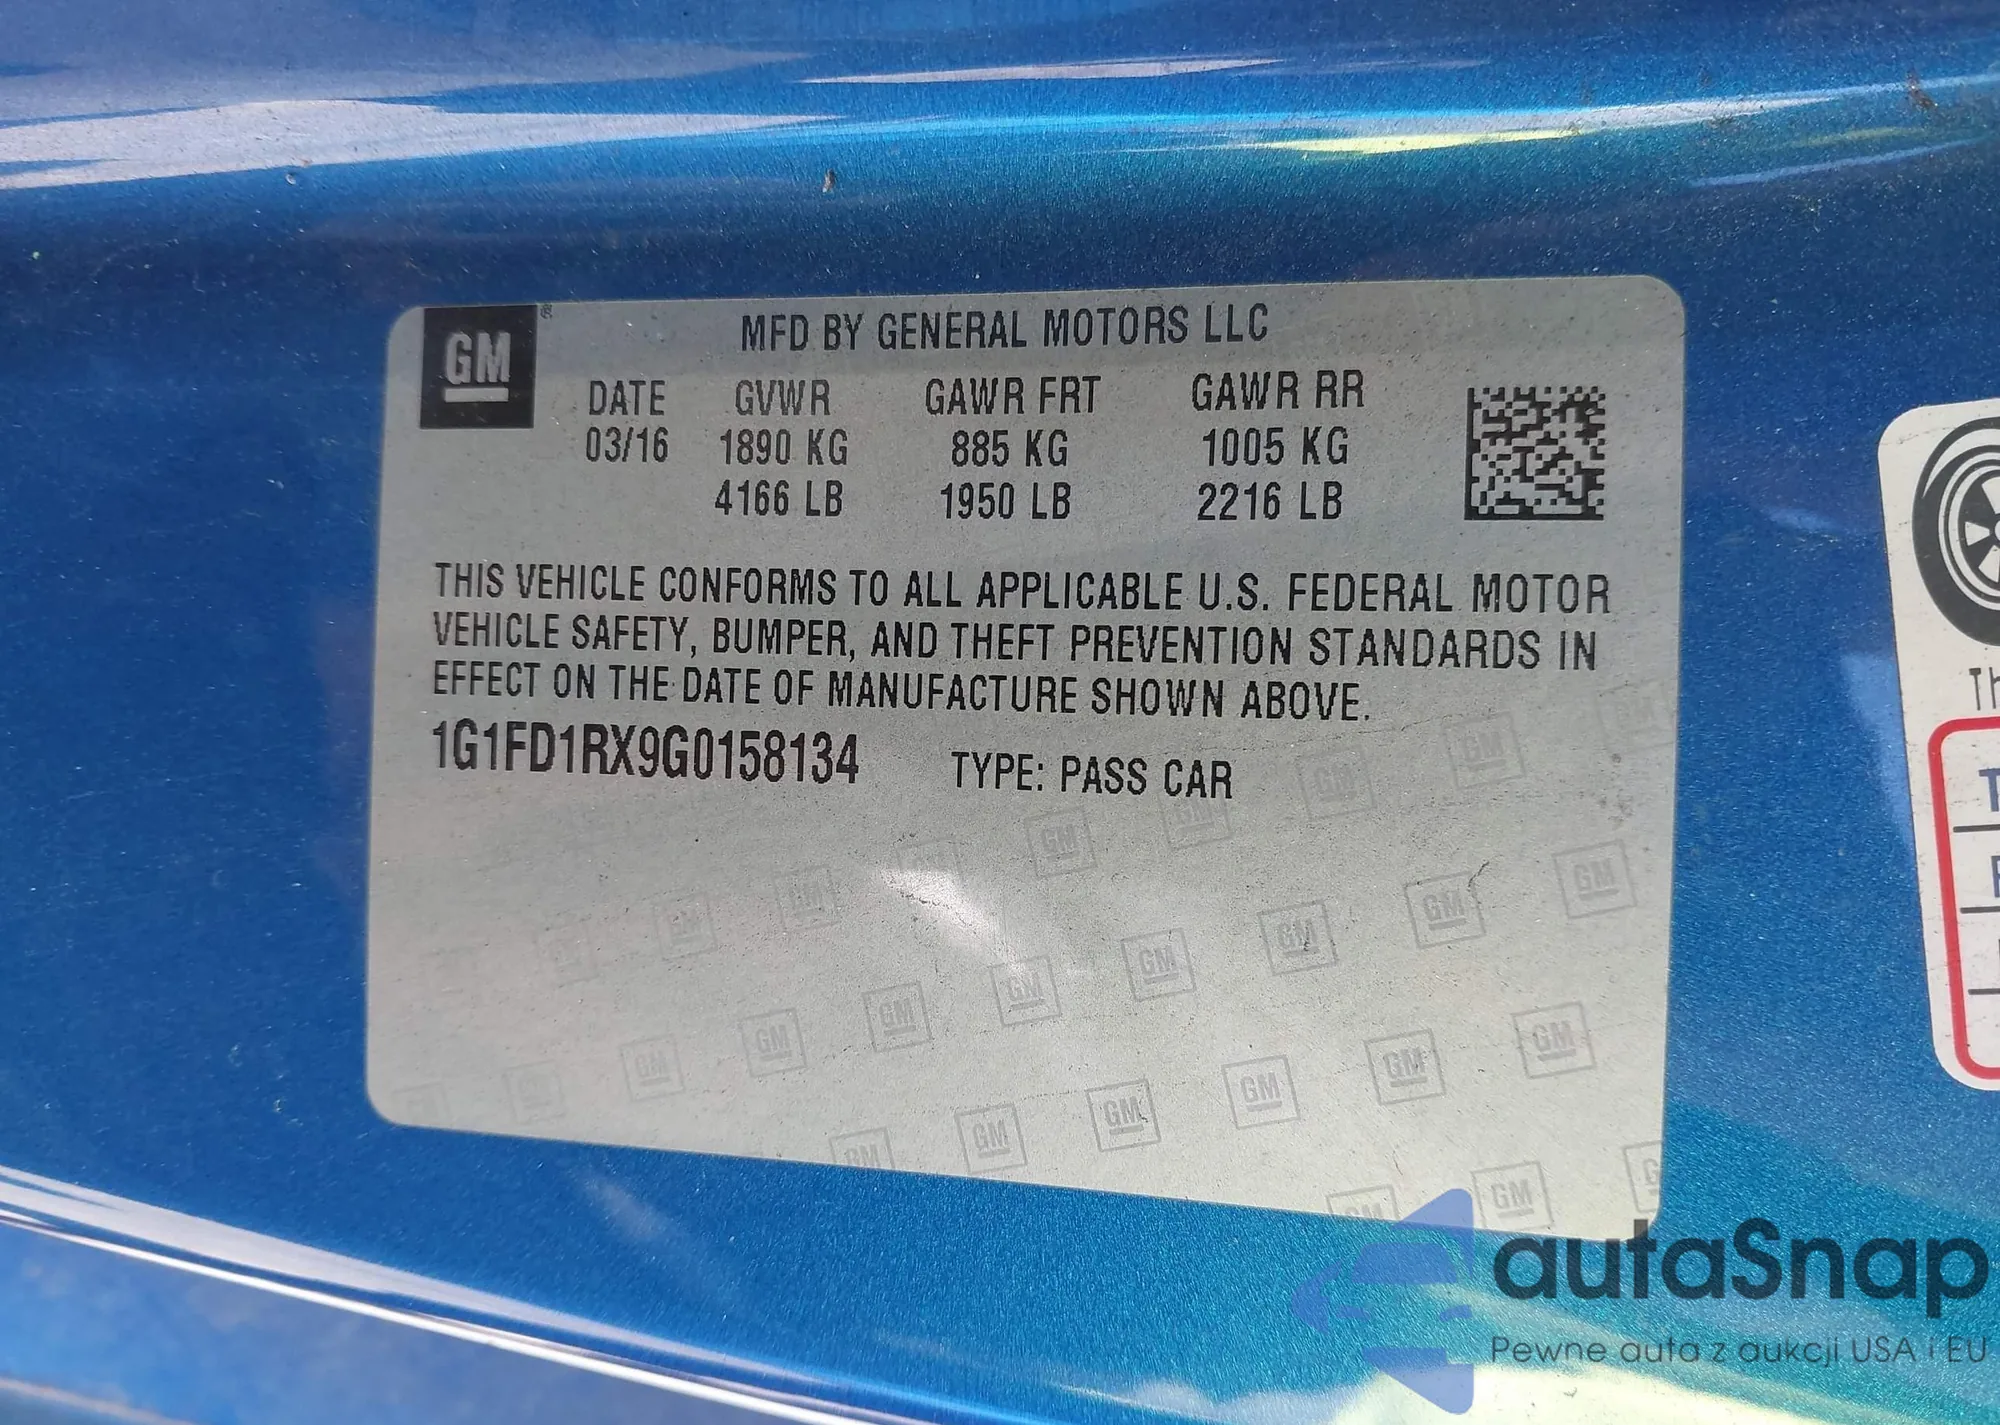 GM
MFD BY GENERAL MOTORS LLC
DATE GVWR GAWR FRT GAWR RR
03/16 1890 KG 885 KG 1005 KG
4166 LB 1950 LB 2216 LB
THIS VEHICLE CONFORMS TO ALL APPLICABLE U.S. FEDERAL MOTOR
VEHICLE SAFETY, BUMPER, AND THEFT PREVENTION STANDARDS IN
EFFECT ON THE DATE OF MANUFACTURE SHOWN ABOVE.
1G1FD1RX9G0158134 TYPE: PASS CAR
autaSnap
Pewne auta z aukcji USA i EU